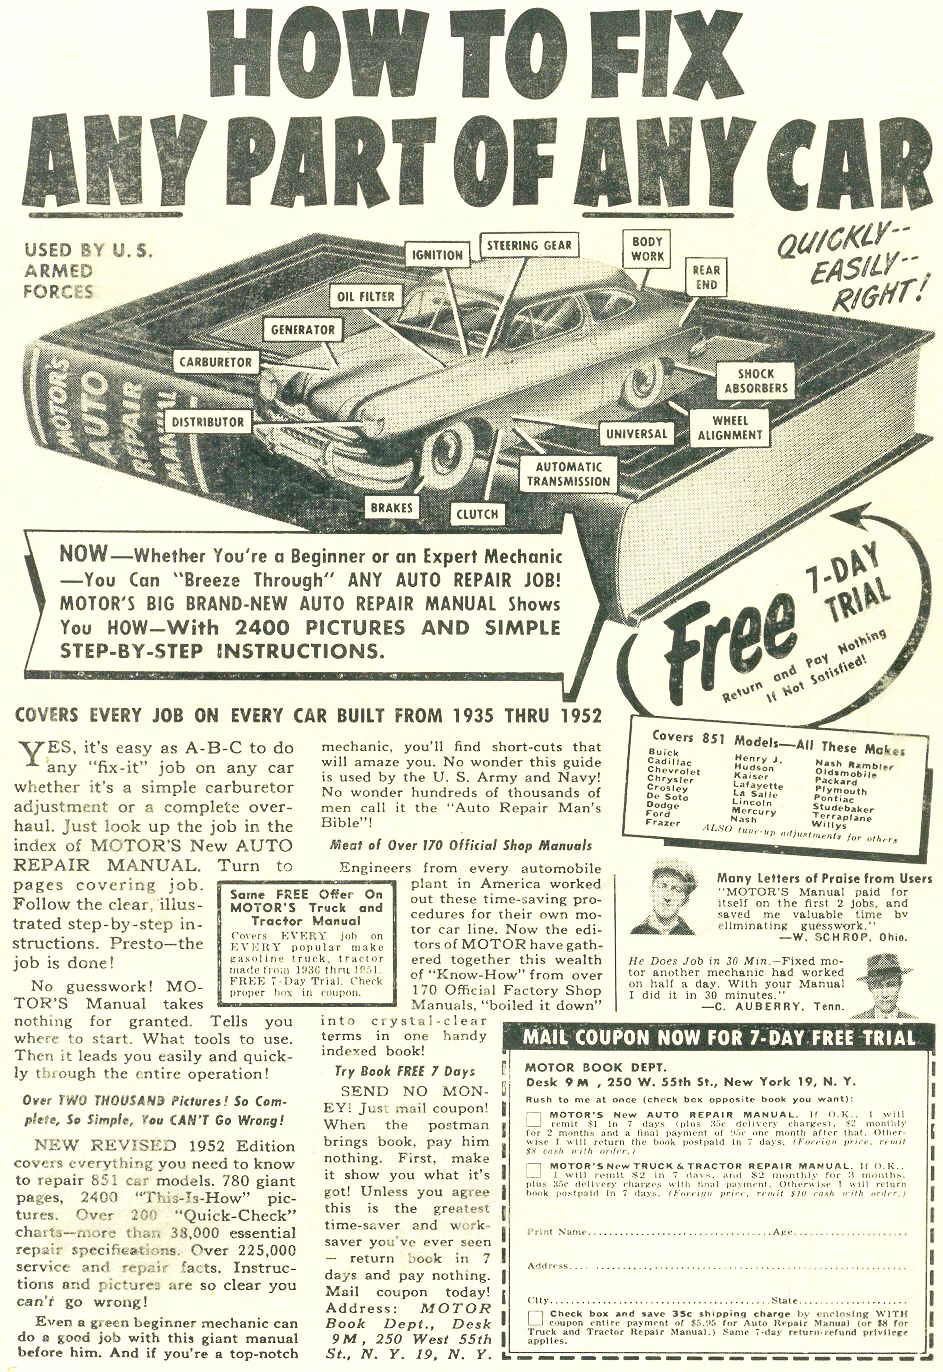 HOW TO FIX
ANY PART OF ANY CAR
QUICKLY--
EASILY--
RIGHT!
USED BY U. S.
ARMED
FORCES
IGNITION
STEERING GEAR
BODY
WORK
REAR
END
OIL FILTER
GENERATOR
CARBURETOR
SHOCK
ABSORBERS
DISTRIBUTOR
UNIVERSAL
WHEEL
ALIGNMENT
AUTOMATIC
TRANSMISSION
BRAKES
CLUTCH
MOTOR'S
AUTO
REPAIR
MANUAL
NOW—Whether You're a Beginner or an Expert Mechanic
—You Can "Breeze Through" ANY AUTO REPAIR JOB!
MOTOR'S BIG BRAND-NEW AUTO REPAIR MANUAL Shows
You HOW—With 2400 PICTURES AND SIMPLE
STEP-BY-STEP INSTRUCTIONS.
Free
7-DAY
TRIAL
Return and Pay Nothing
If Not Satisfied!
COVERS EVERY JOB ON EVERY CAR BUILT FROM 1935 THRU 1952
YES, it's easy as A-B-C to do
any "fix-it" job on any car
whether it's a simple carburetor
adjustment or a complete over-
haul. Just look up the job in the
index of MOTOR'S New AUTO
REPAIR MANUAL. Turn to
pages covering job.
Follow the clear, illus-
trated step-by-step in-
structions. Presto—the
job is done!
No guesswork! MO-
TOR'S Manual takes
nothing for granted. Tells you
where to start. What tools to use.
Then it leads you easily and quick-
ly through the entire operation!
Over TWO THOUSAND Pictures! So Com-
plete, So Simple, You CAN'T Go Wrong!
NEW REVISED 1952 Edition
covers everything you need to know
to repair 851 car models. 780 giant
pages, 2400 "This-Is-How" pic-
tures. Over 200 "Quick-Check"
charts—more than 38,000 essential
repair specifications. Over 225,000
service and repair facts. Instruc-
tions and pictures are so clear you
can't go wrong!
Even a green beginner mechanic can
do a good job with this giant manual
before him. And if you're a top-notch
Same FREE Offer On
MOTOR'S Truck and
Tractor Manual
Covers EVERY job on
EVERY popular make
gasoline truck, tractor
made from 1936 thru 1951.
FREE 7-Day Trial. Check
proper box in coupon.
mechanic, you'll find short-cuts that
will amaze you. No wonder this guide
is used by the U. S. Army and Navy!
No wonder hundreds of thousands of
men call it the "Auto Repair Man's
Bible"!
Meat of Over 170 Official Shop Manuals
Engineers from every automobile
plant in America worked
out these time-saving pro-
cedures for their own mo-
tor car line. Now the edi-
tors of MOTOR have gath-
ered together this wealth
of "Know-How" from over
170 Official Factory Shop
Manuals, "boiled it down"
into crystal-clear
terms in one handy
indexed book!
Try Book FREE 7 Days
SEND NO MON-
EY! Just mail coupon!
When the postman
brings book, pay him
nothing. First, make
it show you what it's
got! Unless you agree
this is the greatest
time-saver and work-
saver you've ever seen
— return book in 7
days and pay nothing.
Mail coupon today!
Address: MOTOR
Book Dept., Desk
9M, 250 West 55th
St., N. Y. 19, N. Y.
Covers 851 Models—All These Makes
Buick
Cadillac
Chevrolet
Chrysler
Crosley
De Soto
Dodge
Ford
Frazer
Henry J.
Hudson
Kaiser
Lafayette
La Salle
Lincoln
Mercury
Nash
Nash Rambler
Oldsmobile
Packard
Plymouth
Pontiac
Studebaker
Terraplane
Willys
ALSO tune-up adjustments for others
Many Letters of Praise from Users
"MOTOR'S Manual paid for
itself on the first 2 jobs, and
saved me valuable time by
eliminating guesswork."
—W. SCHROP, Ohio.
He Does Job in 30 Min.—Fixed mo-
tor another mechanic had worked
on half a day. With your Manual
I did it in 30 minutes."
—C. AUBERRY, Tenn.
MAIL COUPON NOW FOR 7-DAY FREE TRIAL
MOTOR BOOK DEPT.
Desk 9M, 250 W. 55th St., New York 19, N. Y.
Rush to me at once (check box opposite book you want):
MOTOR'S New AUTO REPAIR MANUAL. If O.K., I will
remit $1 in 7 days (plus 35c delivery charges), $2 monthly
for 2 months and a final payment of 95c one month after that. Other-
wise I will return the book postpaid in 7 days. (Foreign price, remit
$8 cash with order.)
MOTOR'S New TRUCK & TRACTOR REPAIR MANUAL. If O.K.,
I will remit $2 in 7 days, and $2 monthly for 3 months,
plus 35c delivery charges with final payment. Otherwise I will return
book postpaid in 7 days. (Foreign price, remit $10 cash with order.)
Print Name..........Age..........
Address..........
City..........State..........
Check box and save 35c shipping charge by enclosing WITH
coupon entire payment of $5.95 for Auto Repair Manual (or $8 for
Truck and Tractor Repair Manual.) Same 7-day return-refund privilege
applies.